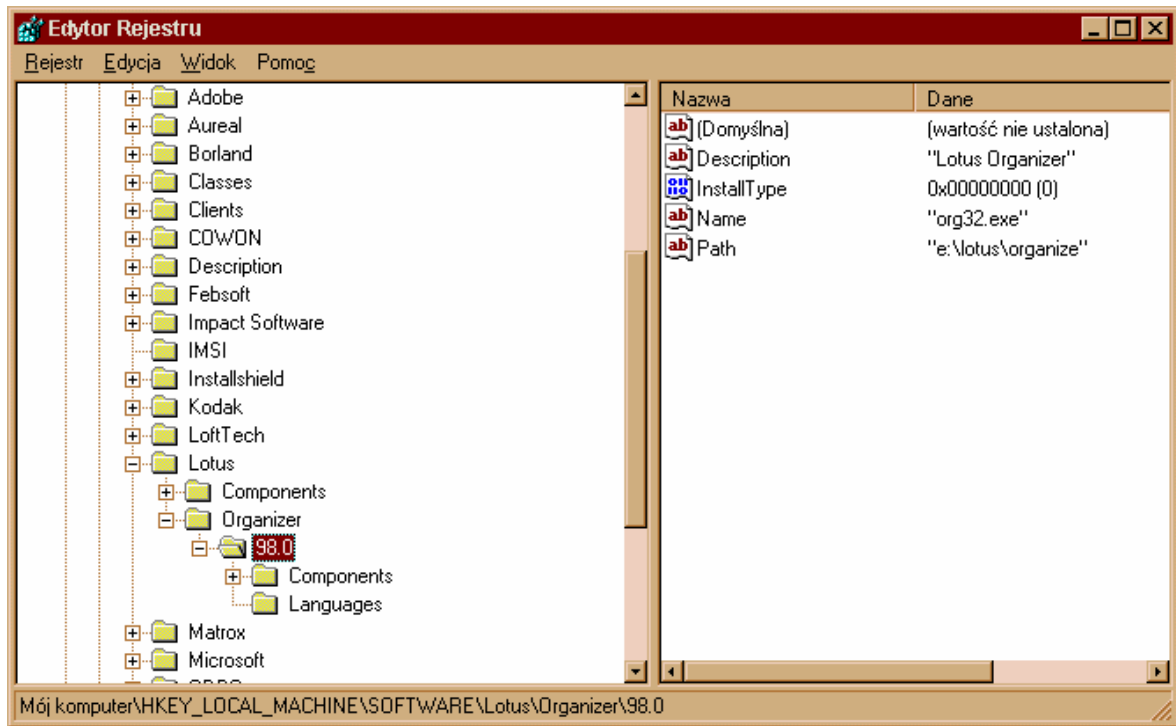 Edytor Rejestru
Rejestr Edycja Widok Pomoc
Adobe
Aureal
Borland
Classes
Clients
COWON
Description
Febsoft
Impact Software
IMSI
Installshield
Kodak
LoftTech
Lotus
Components
Organizer
98.0
Components
Languages
Matrox
Microsoft
Nazwa Dane
(Domyślna) (wartość nie ustalona)
Description "Lotus Organizer"
InstallType 0x00000000 (0)
Name "org32.exe"
Path "e:\lotus\organize"
Mój komputer\HKEY_LOCAL_MACHINE\SOFTWARE\Lotus\Organizer\98.0